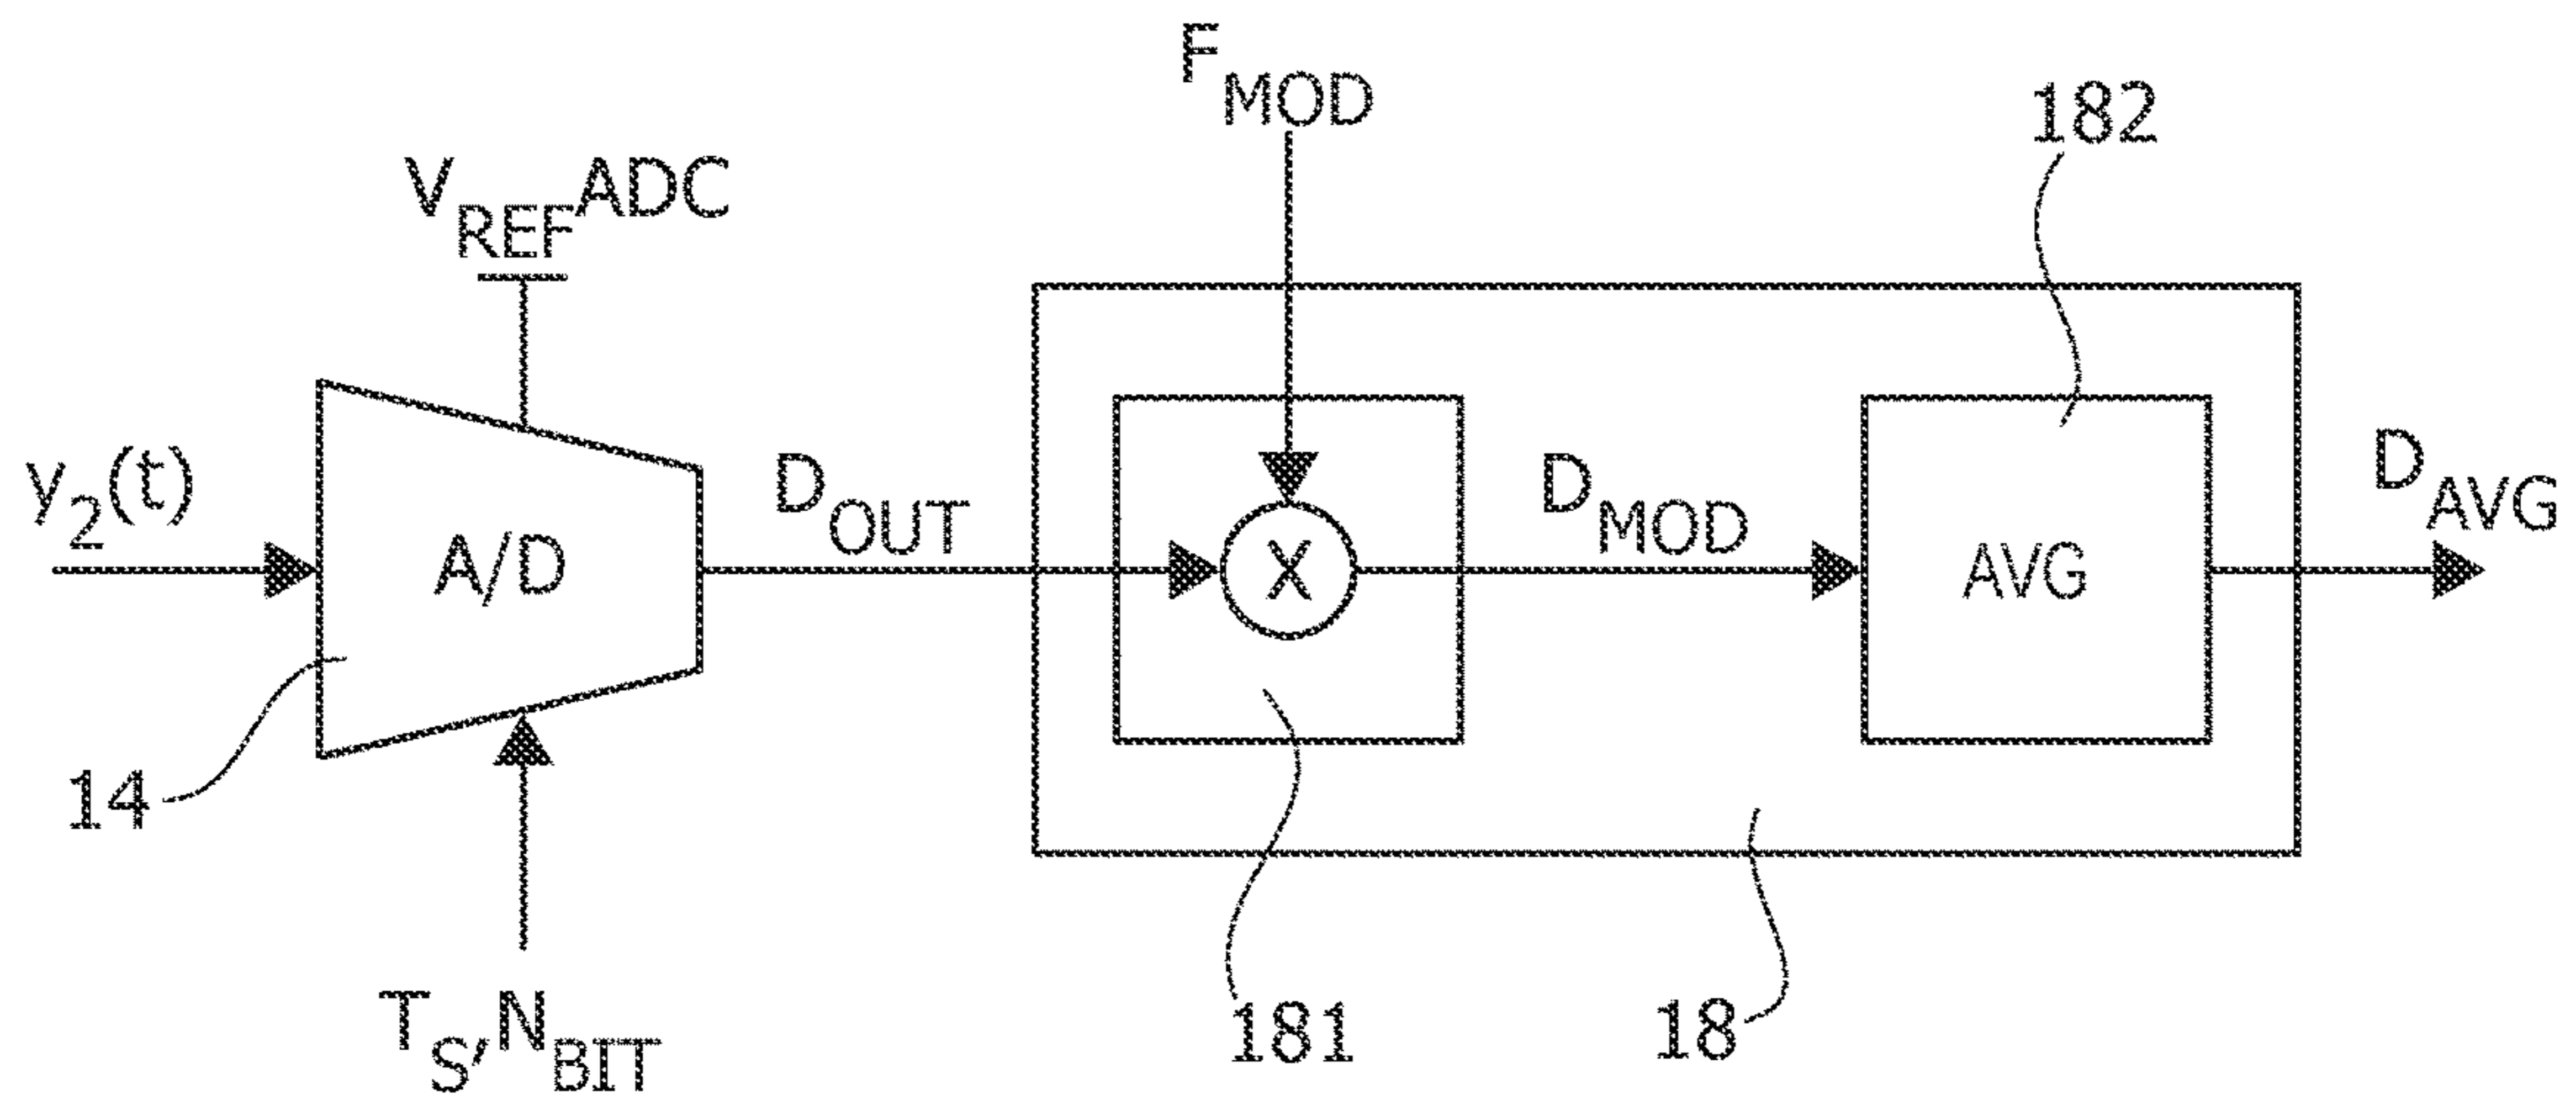 F_MOD
182
V_REF ADC
y_2(t)
A/D
D_OUT
X
D_MOD
AVG
D_AVG
14
T_S, N_BIT
181
18